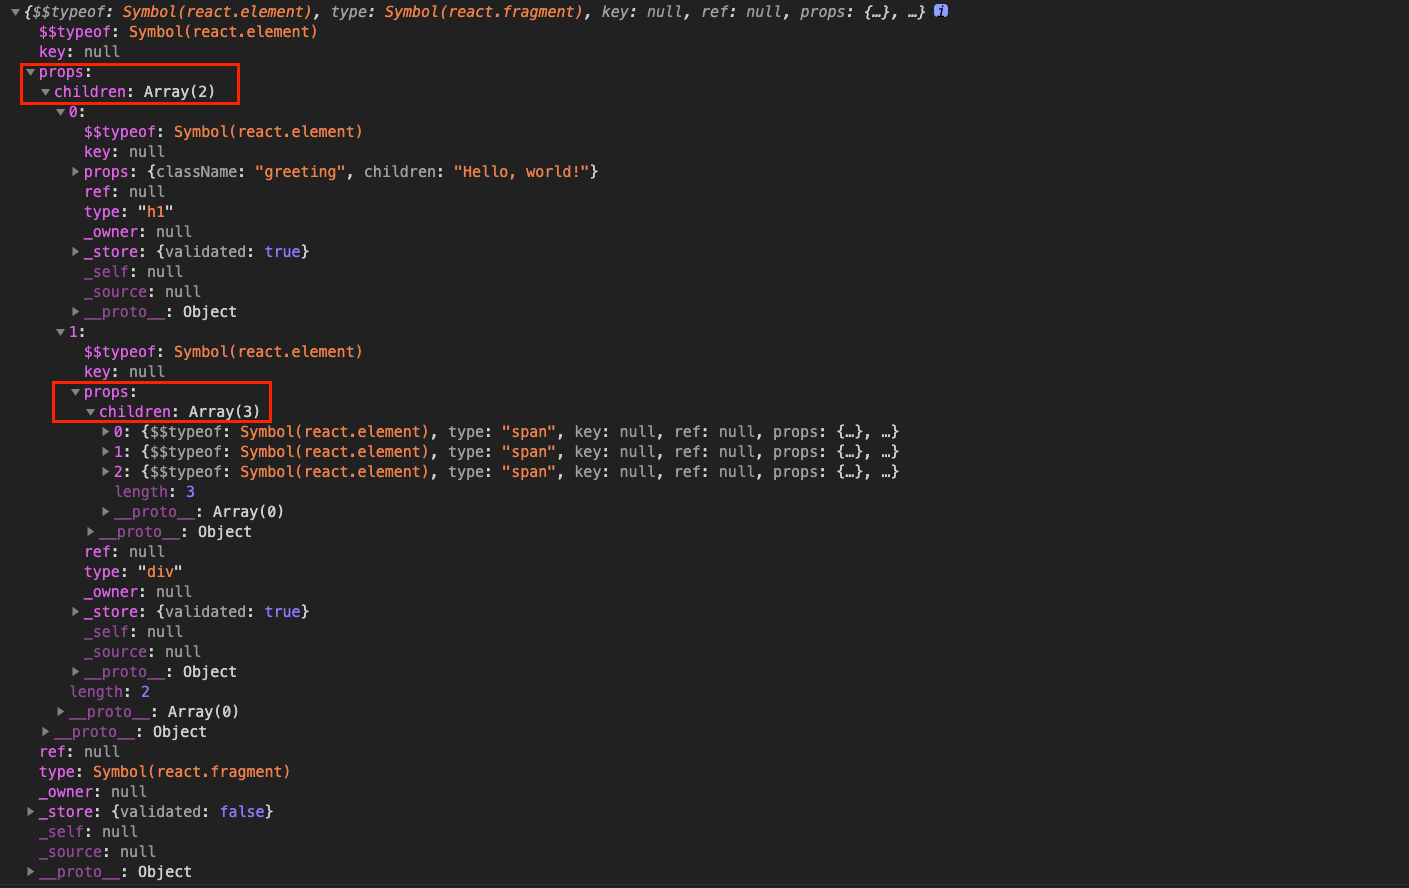 {$$typeof: Symbol(react.element), type: Symbol(react.fragment), key: null, ref: null, props: {…}, …} i
$$typeof: Symbol(react.element)
key: null
props:
children: Array(2)
0:
$$typeof: Symbol(react.element)
key: null
props: {className: "greeting", children: "Hello, world!"}
ref: null
type: "h1"
_owner: null
_store: {validated: true}
_self: null
_source: null
__proto__: Object
1:
$$typeof: Symbol(react.element)
key: null
props:
children: Array(3)
0: {$$typeof: Symbol(react.element), type: "span", key: null, ref: null, props: {…}, …}
1: {$$typeof: Symbol(react.element), type: "span", key: null, ref: null, props: {…}, …}
2: {$$typeof: Symbol(react.element), type: "span", key: null, ref: null, props: {…}, …}
length: 3
__proto__: Array(0)
__proto__: Object
ref: null
type: "div"
_owner: null
_store: {validated: true}
_self: null
_source: null
__proto__: Object
length: 2
__proto__: Array(0)
__proto__: Object
ref: null
type: Symbol(react.fragment)
_owner: null
_store: {validated: false}
_self: null
_source: null
__proto__: Object